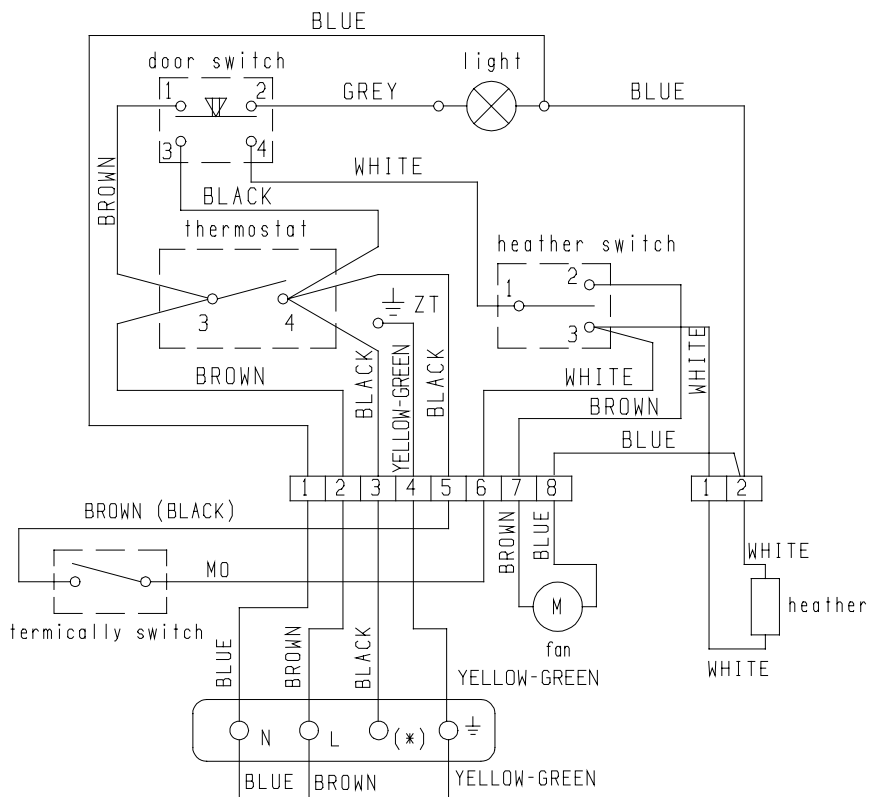 BLUE
door switch
light
1
2
GREY
BLUE
3
4
WHITE
BROWN
BLACK
thermostat
heather switch
1
2
3
4
ZT
3
BROWN
BLACK
YELLOW-GREEN
BLACK
WHITE
WHITE
BROWN
BLUE
1 2 3 4 5 6 7 8
1 2
BROWN (BLACK)
BROWN
BLUE
MO
WHITE
M
heather
termically switch
fan
BLUE
BROWN
BLACK
WHITE
YELLOW-GREEN
N
L
(*)
BLUE
BROWN
YELLOW-GREEN